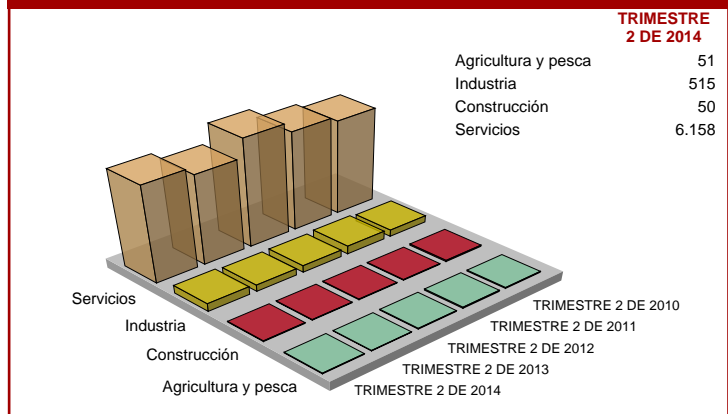 TRIMESTRE
2 DE 2014
Agricultura y pesca 51
Industria 515
Construcción 50
Servicios 6.158
Servicios
Industria
Construcción
Agricultura y pesca
TRIMESTRE 2 DE 2010
TRIMESTRE 2 DE 2011
TRIMESTRE 2 DE 2012
TRIMESTRE 2 DE 2013
TRIMESTRE 2 DE 2014